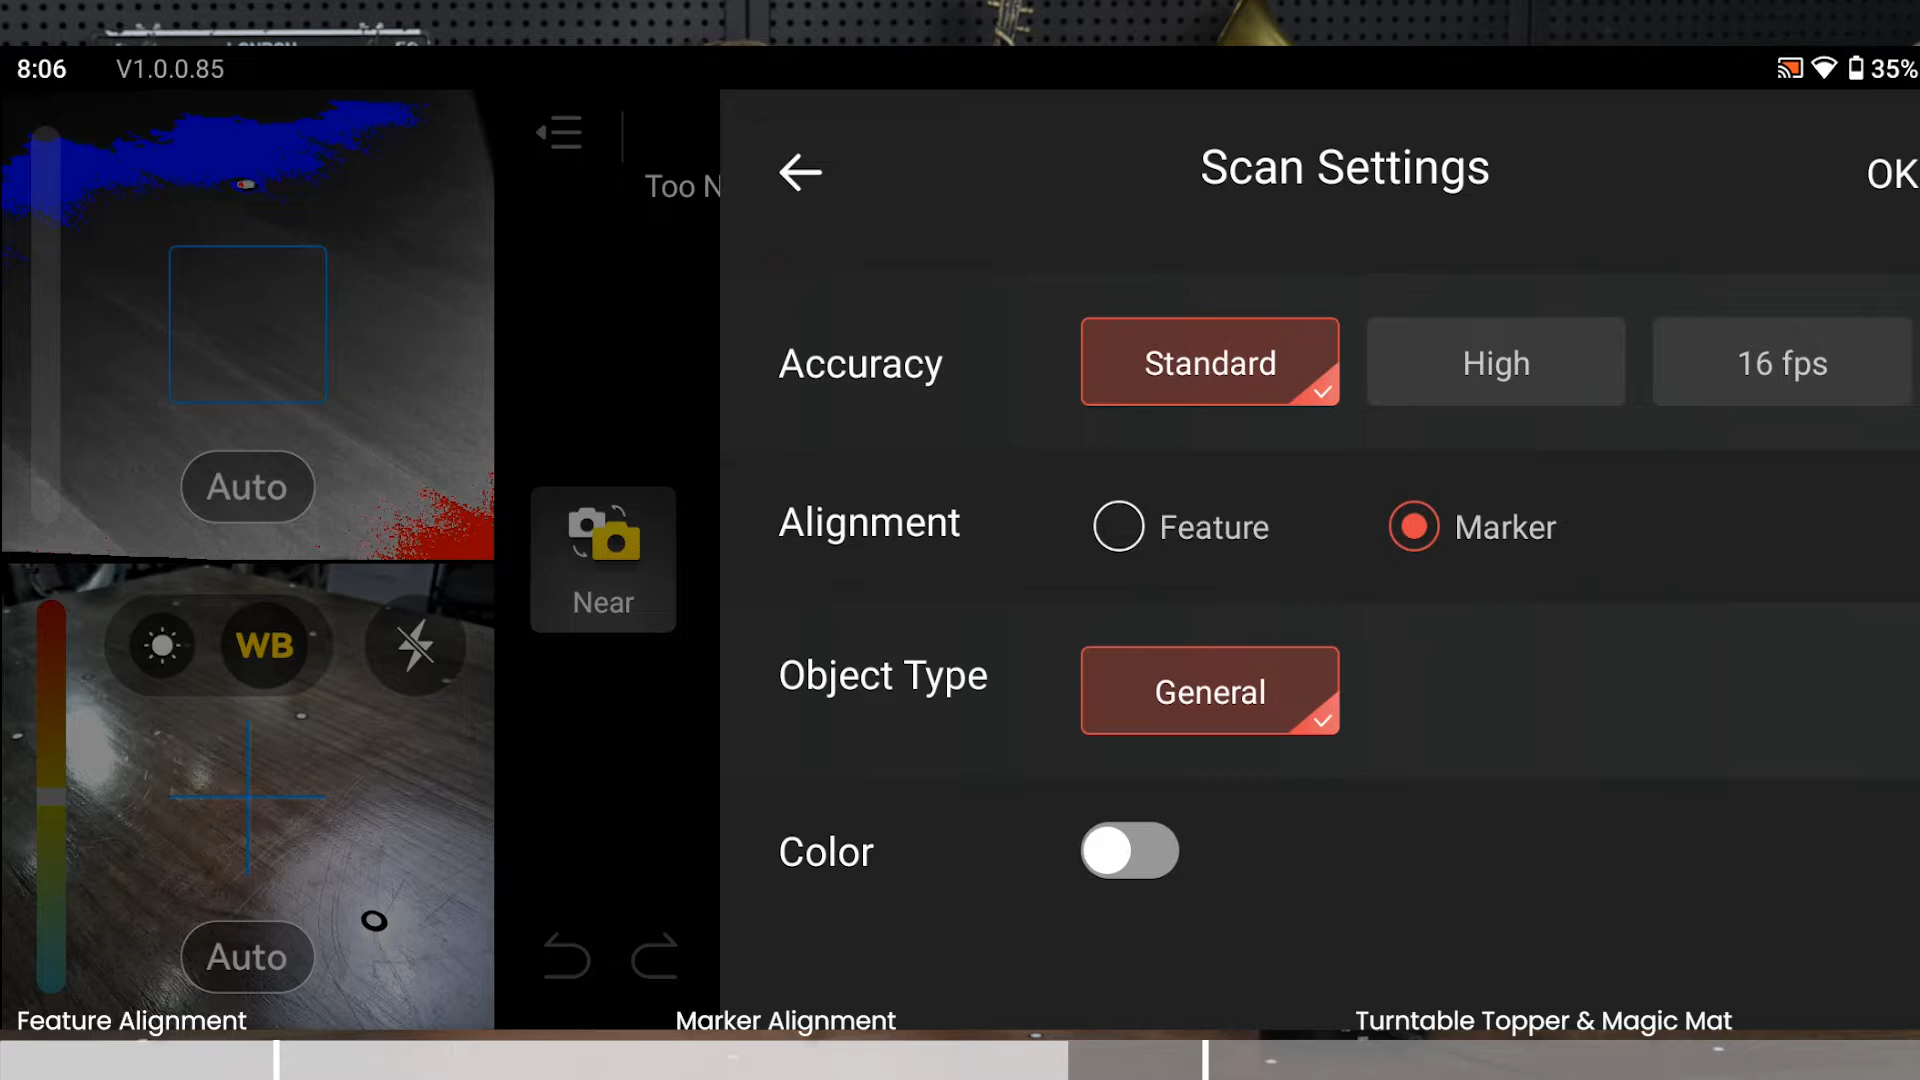 LONDON
8:06 V1.0.0.85 35%
Too N
Scan Settings
OK
Accuracy
Standard
High
16 fps
Auto
Alignment
Feature
Marker
Near
WB
Object Type
General
Color
Auto
Feature Alignment
Marker Alignment
Turntable Topper & Magic Mat